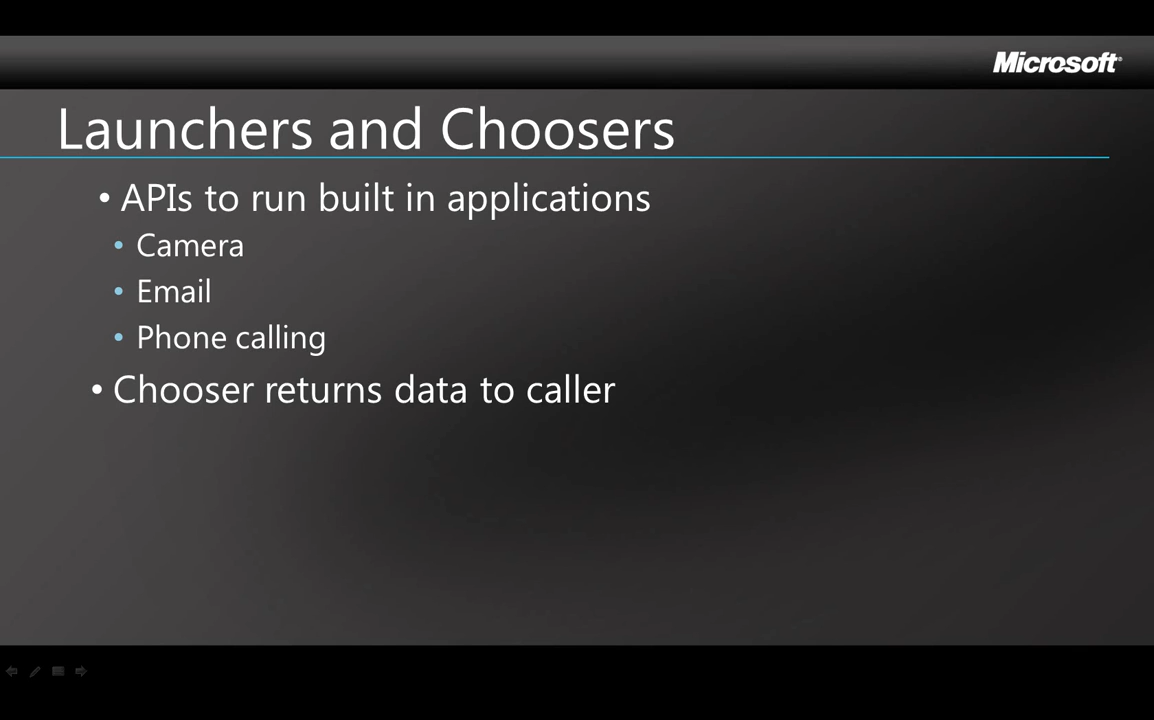 Microsoft®
Launchers and Choosers
• APIs to run built in applications
• Camera
• Email
• Phone calling
• Chooser returns data to caller